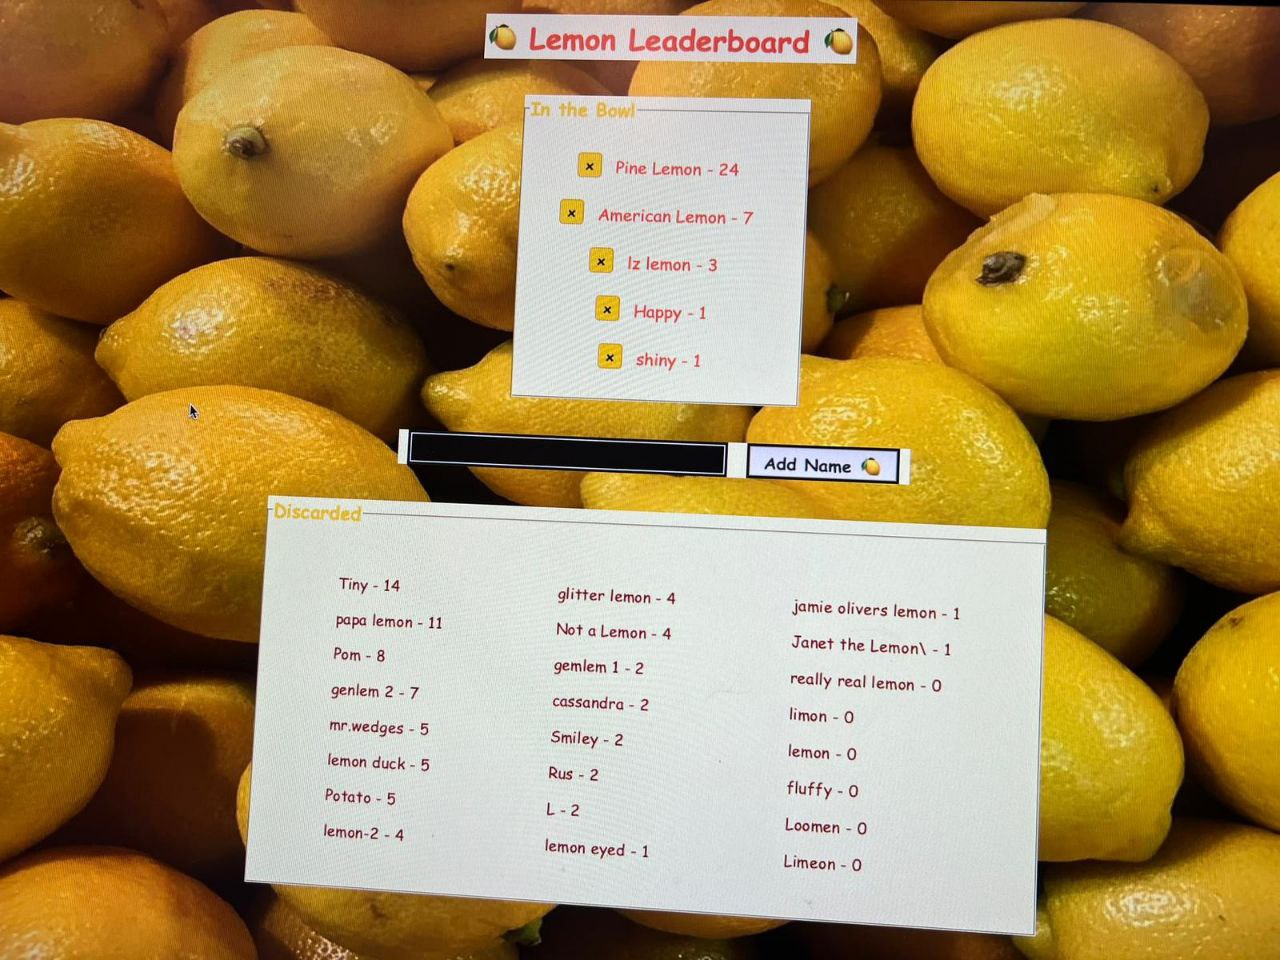 Lemon Leaderboard
In the Bowl
× Pine Lemon - 24
× American Lemon - 7
× Iz lemon - 3
× Happy - 1
× shiny - 1
Add Name
Discarded
Tiny - 14
papa lemon - 11
Pom - 8
genlem 2 - 7
mr.wedges - 5
lemon duck - 5
Potato - 5
lemon-2 - 4
glitter lemon - 4
Not a Lemon - 4
gemlem 1 - 2
cassandra - 2
Smiley - 2
Rus - 2
L - 2
lemon eyed - 1
jamie olivers lemon - 1
Janet the Lemon\ - 1
really real lemon - 0
limon - 0
lemon - 0
fluffy - 0
Loomen - 0
Limeon - 0